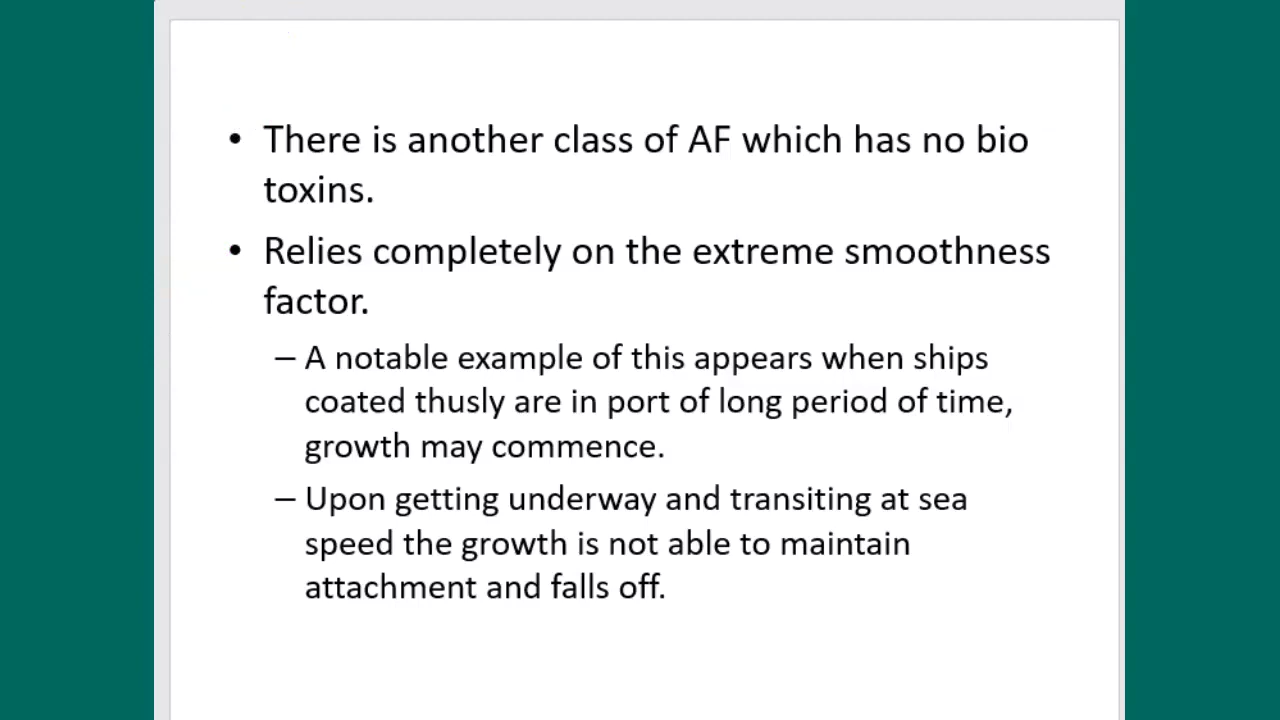 • There is another class of AF which has no bio
toxins.
• Relies completely on the extreme smoothness
factor.
– A notable example of this appears when ships
coated thusly are in port of long period of time,
growth may commence.
– Upon getting underway and transiting at sea
speed the growth is not able to maintain
attachment and falls off.